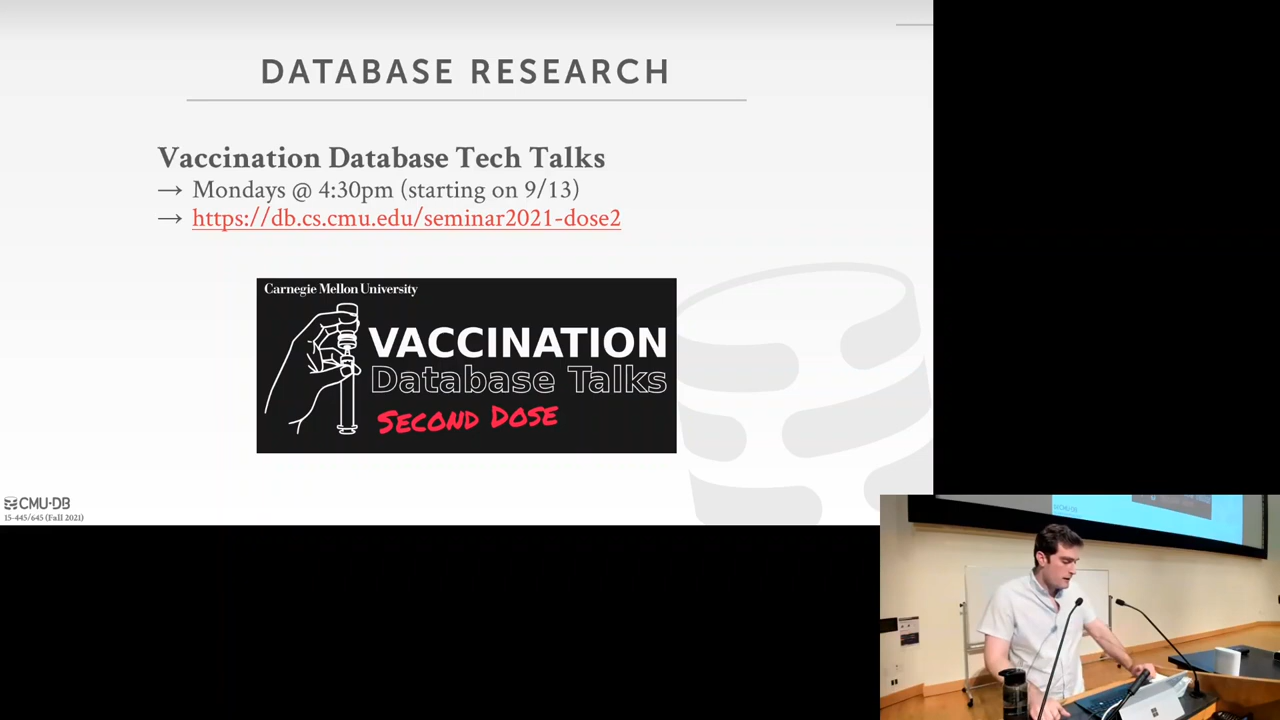 DATABASE RESEARCH
Vaccination Database Tech Talks
→ Mondays @ 4:30pm (starting on 9/13)
→ https://db.cs.cmu.edu/seminar2021-dose2
Carnegie Mellon University
VACCINATION
Database Talks
SECOND DOSE
CMU·DB
15-445/645 (Fall 2021)